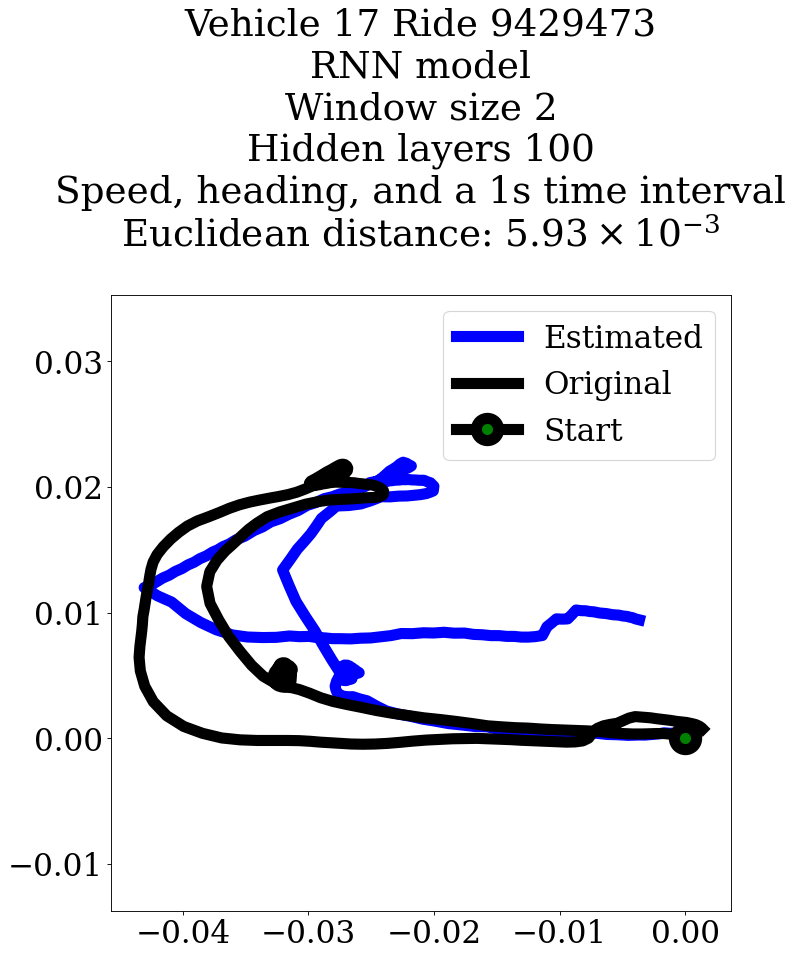 Vehicle 17 Ride 9429473
RNN model
Window size 2
Hidden layers 100
Speed, heading, and a 1s time interval
Euclidean distance: 5.93 × 10⁻³
Estimated
Original
Start
0.03
0.02
0.01
0.00
−0.01
−0.04 −0.03 −0.02 −0.01 0.00